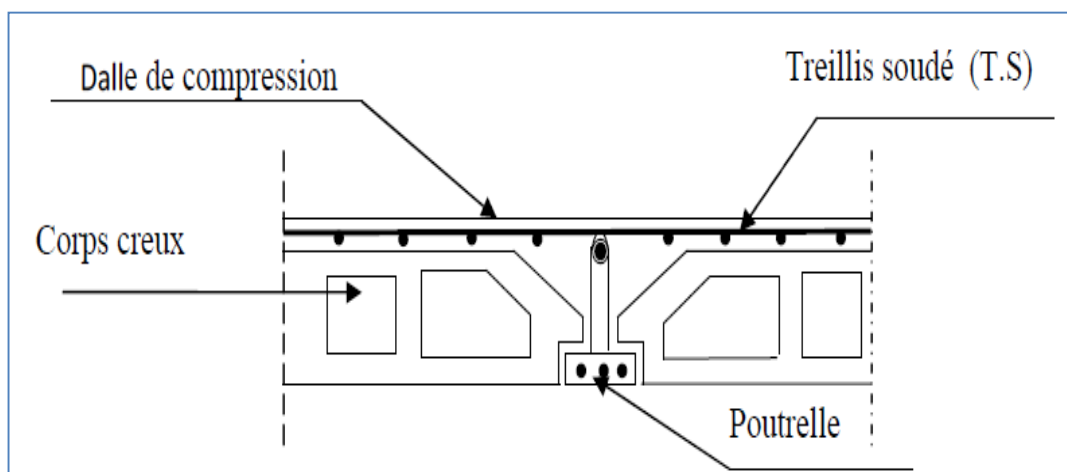 Dalle de compression
Treillis soudé (T.S)
Corps creux
Poutrelle